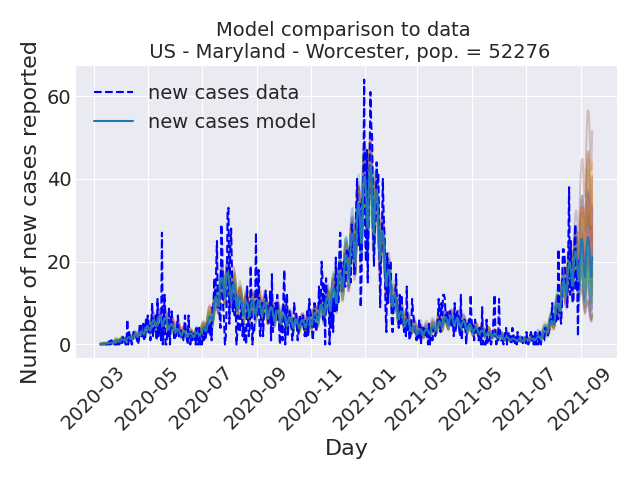 Model comparison to data
US - Maryland - Worcester, pop. = 52276
new cases data
new cases model
Number of new cases reported
60
40
20
0
2020-03
2020-05
2020-07
2020-09
2020-11
2021-01
2021-03
2021-05
2021-07
2021-09
Day